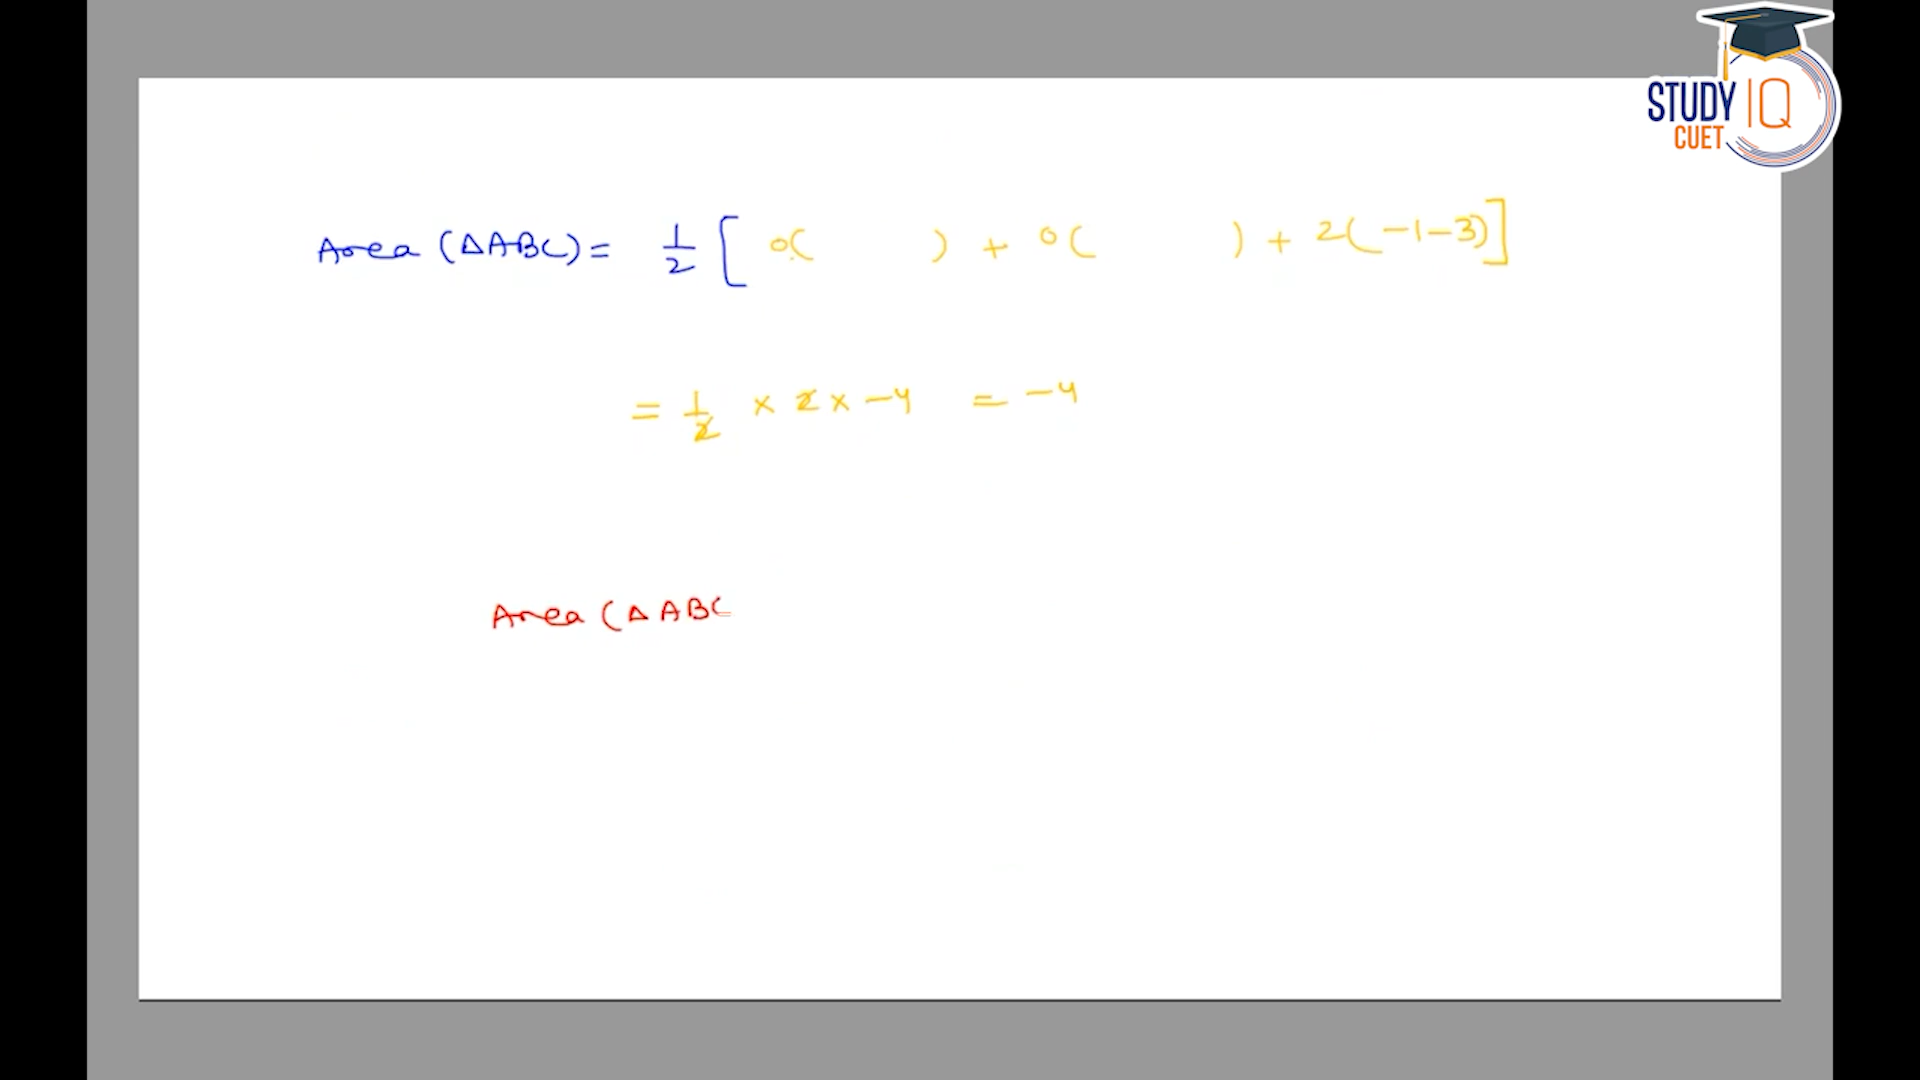 STUDY IQ
CUET
Area (ΔABC) = 1/2 [ 0( ) + 0( ) + 2(-1-3)]
= 1/2 × 2 × -4 = -4
Area (ΔABC